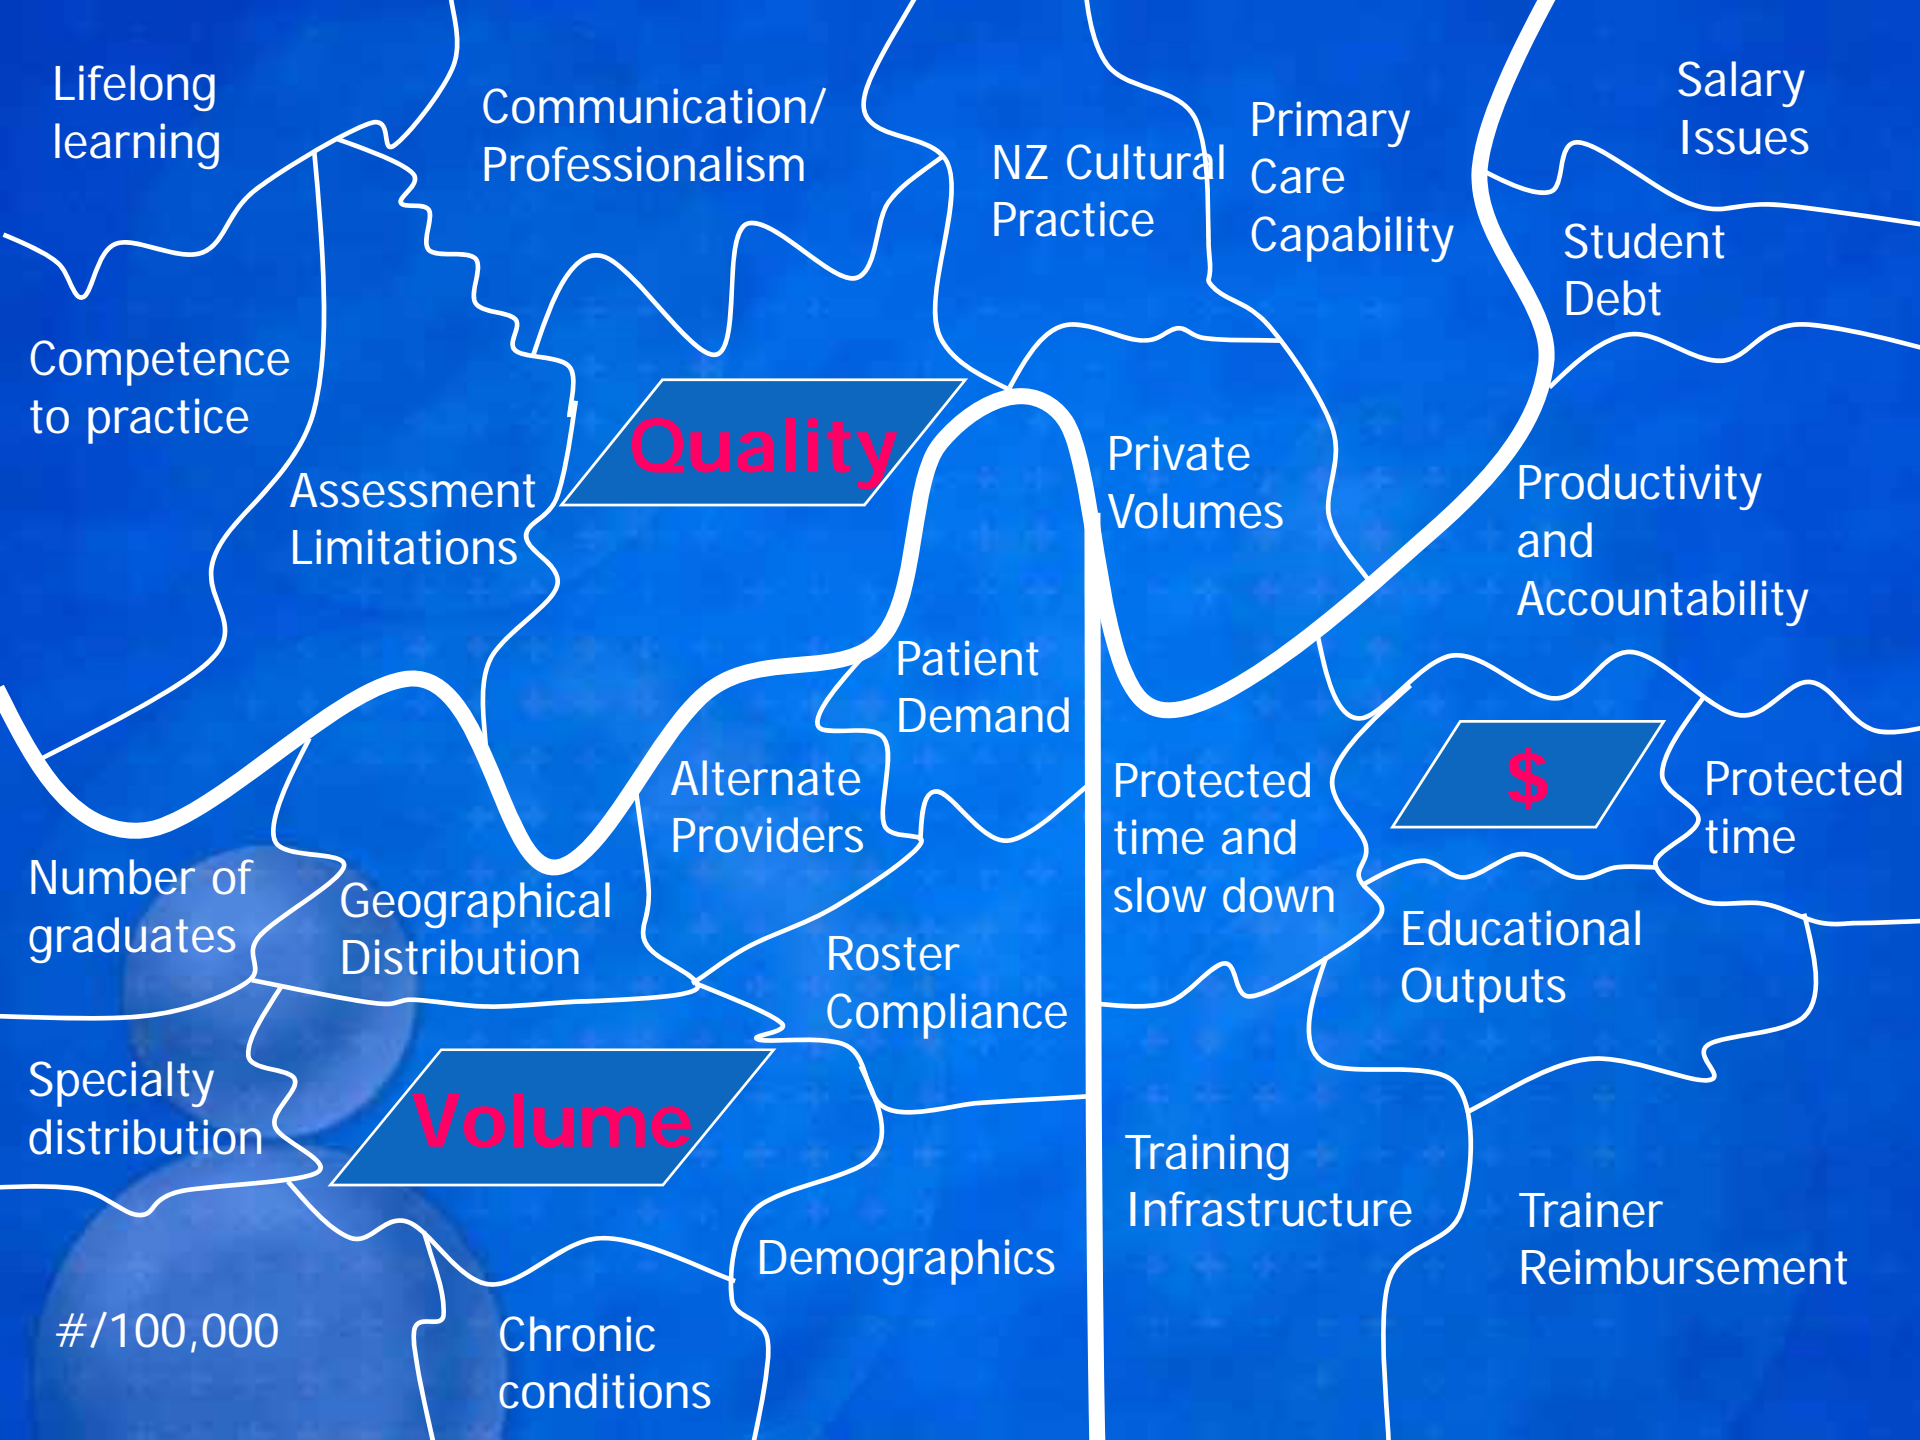 Lifelong
learning
Communication/
Professionalism
NZ Cultural
Practice
Primary
Care
Capability
Salary
Issues
Student
Debt
Competence
to practice
Assessment
Limitations
Quality
Private
Volumes
Productivity
and
Accountability
Patient
Demand
Alternate
Providers
Protected
time and
slow down
$
Protected
time
Number of
graduates
Geographical
Distribution
Roster
Compliance
Educational
Outputs
Specialty
distribution
Volume
Training
Infrastructure
Trainer
Reimbursement
Demographics
#/100,000
Chronic
conditions